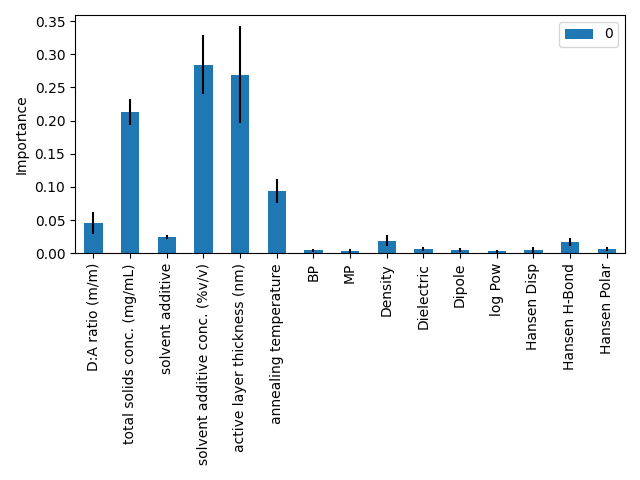 0.35
0.30
0.25
0.20
0.15
0.10
0.05
0.00
Importance
0
D:A ratio (m/m)
total solids conc. (mg/mL)
solvent additive
solvent additive conc. (%v/v)
active layer thickness (nm)
annealing temperature
BP
MP
Density
Dielectric
Dipole
log Pow
Hansen Disp
Hansen H-Bond
Hansen Polar